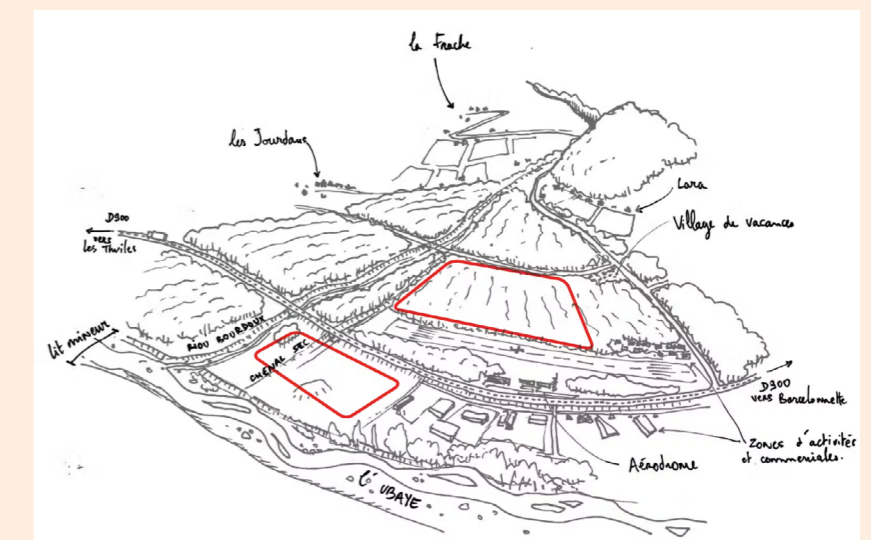 la Frache
les Jourdans
Lara
Village de vacances
D900
vers
les Thuiles
RIOU BOURDOUX
lit mineur
CHENAL SEC
D900
vers Barcelonnette
zones d'activités
et commerciales.
Aérodrome
l'UBAYE